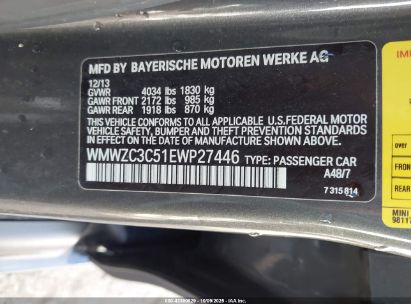 MFD BY BAYERISCHE MOTOREN WERKE AG
12/13
GVWR 4034 lbs 1830 kg
GAWR FRONT 2172 lbs 985 kg
GAWR REAR 1918 lbs 870 kg
THIS VEHICLE CONFORMS TO ALL APPLICABLE U.S.FEDERAL MOTOR
VEHICLE SAFETY, BUMPER AND THEFT PREVENTION STANDARDS IN
EFFECT ON THE DATE OF MANUFACTURE SHOWN ABOVE.
WMWZC3C51EWP27446 TYPE: PASSENGER CAR
A48/7
7 315 814
MINI
9811